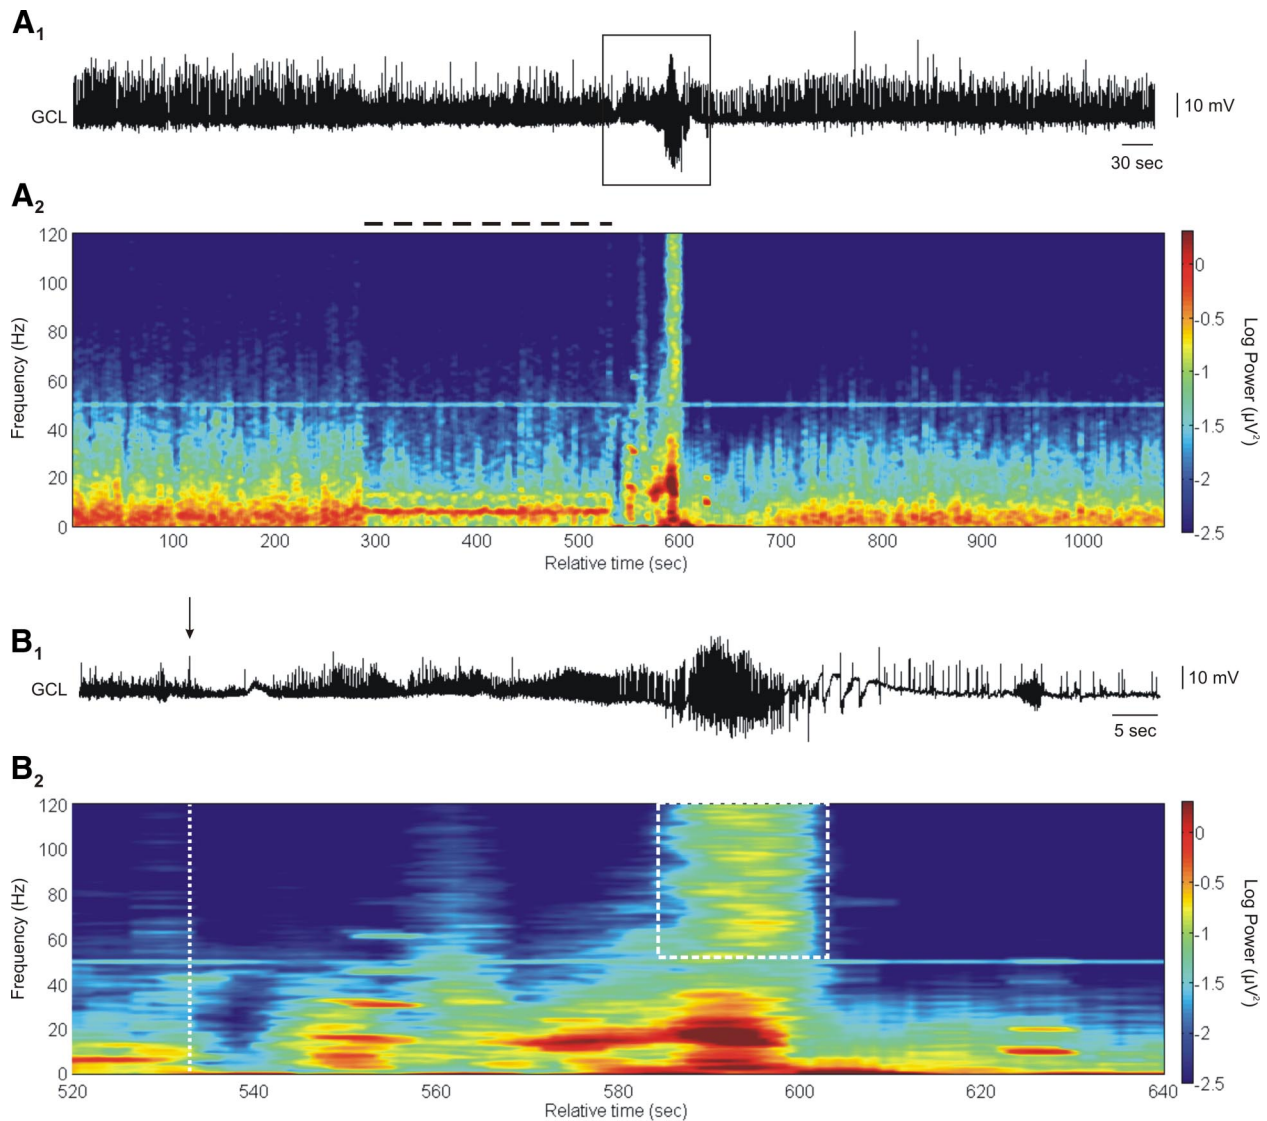 A1
GCL
10 mV
30 sec
A2
120
100
80
60
40
20
0
Frequency (Hz)
100 200 300 400 500 600 700 800 900 1000
Relative time (sec)
0
-0.5
-1
-1.5
-2
-2.5
Log Power (µV²)
B1
GCL
10 mV
5 sec
B2
120
100
80
60
40
20
0
Frequency (Hz)
520 540 560 580 600 620 640
Relative time (sec)
0
-0.5
-1
-1.5
-2
-2.5
Log Power (µV²)